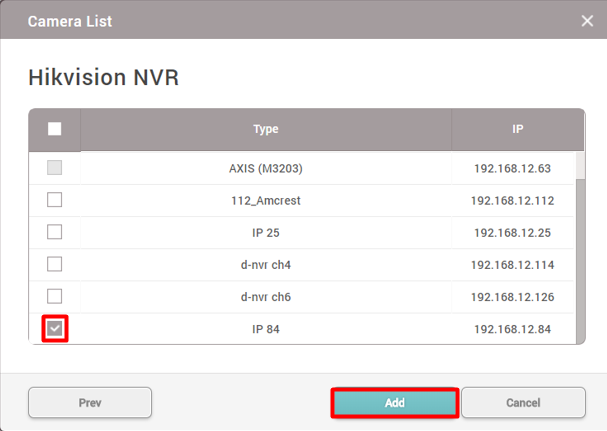 Camera List
Hikvision NVR
Type IP
AXIS (M3203) 192.168.12.63
112_Amcrest 192.168.12.112
IP 25 192.168.12.25
d-nvr ch4 192.168.12.114
d-nvr ch6 192.168.12.126
IP 84 192.168.12.84
Prev Add Cancel